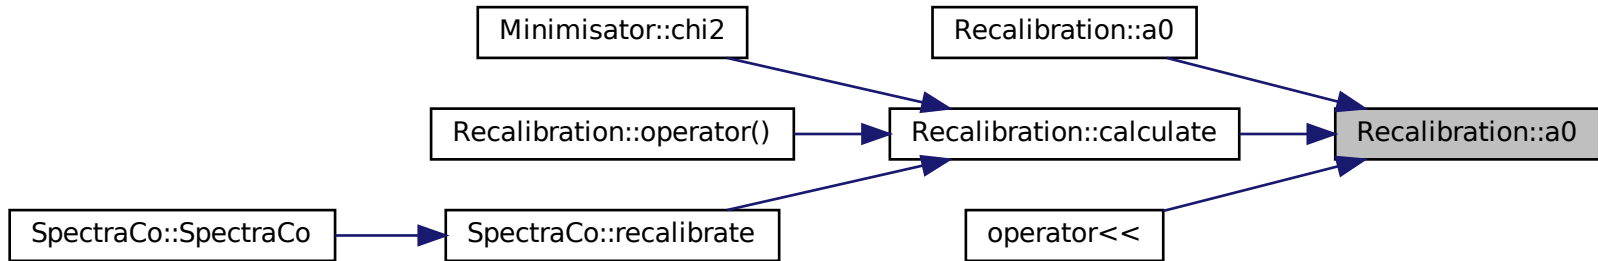 Minimisator::chi2
Recalibration::a0
Recalibration::operator()
Recalibration::calculate
Recalibration::a0
SpectraCo::SpectraCo
SpectraCo::recalibrate
operator<<